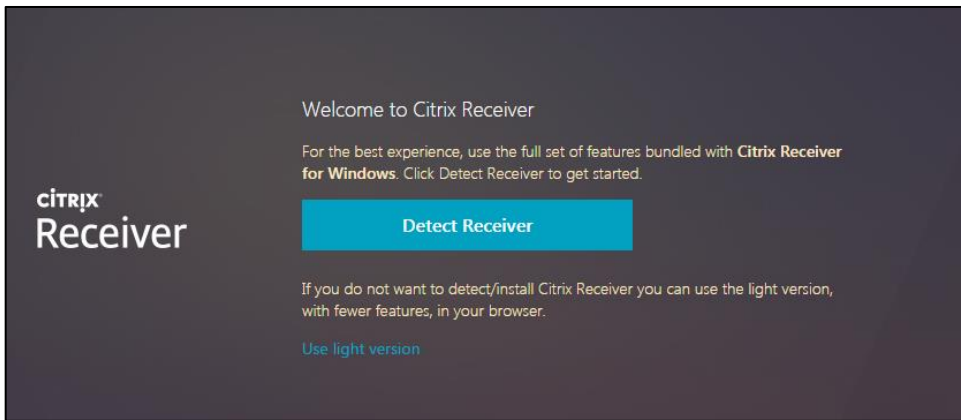 Welcome to Citrix Receiver
For the best experience, use the full set of features bundled with Citrix Receiver
for Windows. Click Detect Receiver to get started.
CITRIX
Receiver
Detect Receiver
If you do not want to detect/install Citrix Receiver you can use the light version,
with fewer features, in your browser.
Use light version